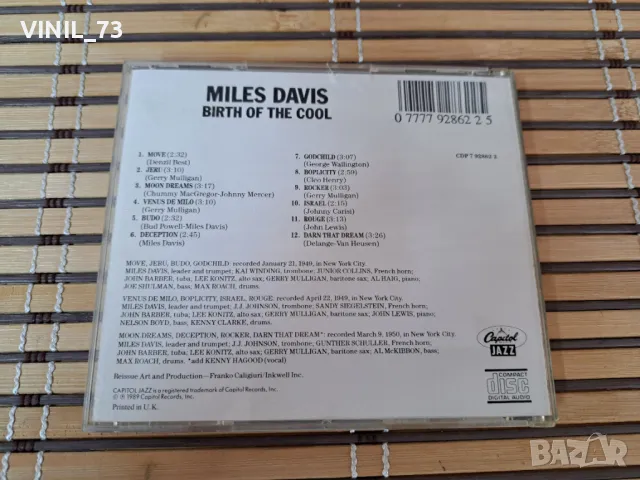 VINIL_73
MILES DAVIS
BIRTH OF THE COOL
0 77779 28622 5
CDP 7 92862 2
1. MOVE (2:32)
(Denzil Best)
2. JERU (3:10)
(Gerry Mulligan)
3. MOON DREAMS (3:17)
(Chummy MacGregor-Johnny Mercer)
4. VENUS DE MILO (3:10)
(Gerry Mulligan)
5. BUDO (2:32)
(Bud Powell-Miles Davis)
6. DECEPTION (2:45)
(Miles Davis)
7. GODCHILD (3:07)
(George Wallington)
8. BOPLICITY (2:59)
(Cleo Henry)
9. ROCKER (3:03)
(Gerry Mulligan)
10. ISRAEL (2:15)
(Johnny Carisi)
11. ROUGE (3:13)
(John Lewis)
12. DARN THAT DREAM (3:26)
(Delange-Van Heusen)
MOVE, JERU, BUDO, GODCHILD: recorded January 21, 1949, in New York City.
MILES DAVIS, leader and trumpet; KAI WINDING, trombone, JUNIOR COLLINS, French horn;
JOHN BARBER, tuba; LEE KONITZ, alto sax; GERRY MULLIGAN, baritone sax; AL HAIG, piano;
JOE SHULMAN, bass; MAX ROACH, drums.
VENUS DE MILO, BOPLICITY, ISRAEL, ROUGE: recorded April 22, 1949, in New York City.
MILES DAVIS, leader and trumpet; J.J. JOHNSON, trombone; SANDY SIEGELSTEIN, French horn;
JOHN BARBER, tuba; LEE KONITZ, alto sax; GERRY MULLIGAN, baritone sax; JOHN LEWIS, piano;
NELSON BOYD, bass; KENNY CLARKE, drums.
MOON DREAMS, DECEPTION, ROCKER, DARN THAT DREAM*: recorded March 9, 1950, in New York City.
MILES DAVIS, leader and trumpet; J.J. JOHNSON, trombone; GUNTHER SCHULLER, French horn;
JOHN BARBER, tuba; LEE KONITZ, alto sax; GERRY MULLIGAN, baritone sax; AL McKIBBON, bass;
MAX ROACH, drums. *add KENNY HAGOOD (vocal)
Reissue Art and Production—Franko Caligiuri/Inkwell Inc.
CAPITOL JAZZ is a registered trademark of Capitol Records, Inc.
© ℗ 1989 Capitol Records, Inc.
Printed in U.K.
Capitol
JAZZ
COMPACT
disc
DIGITAL AUDIO
BAZAR
bg